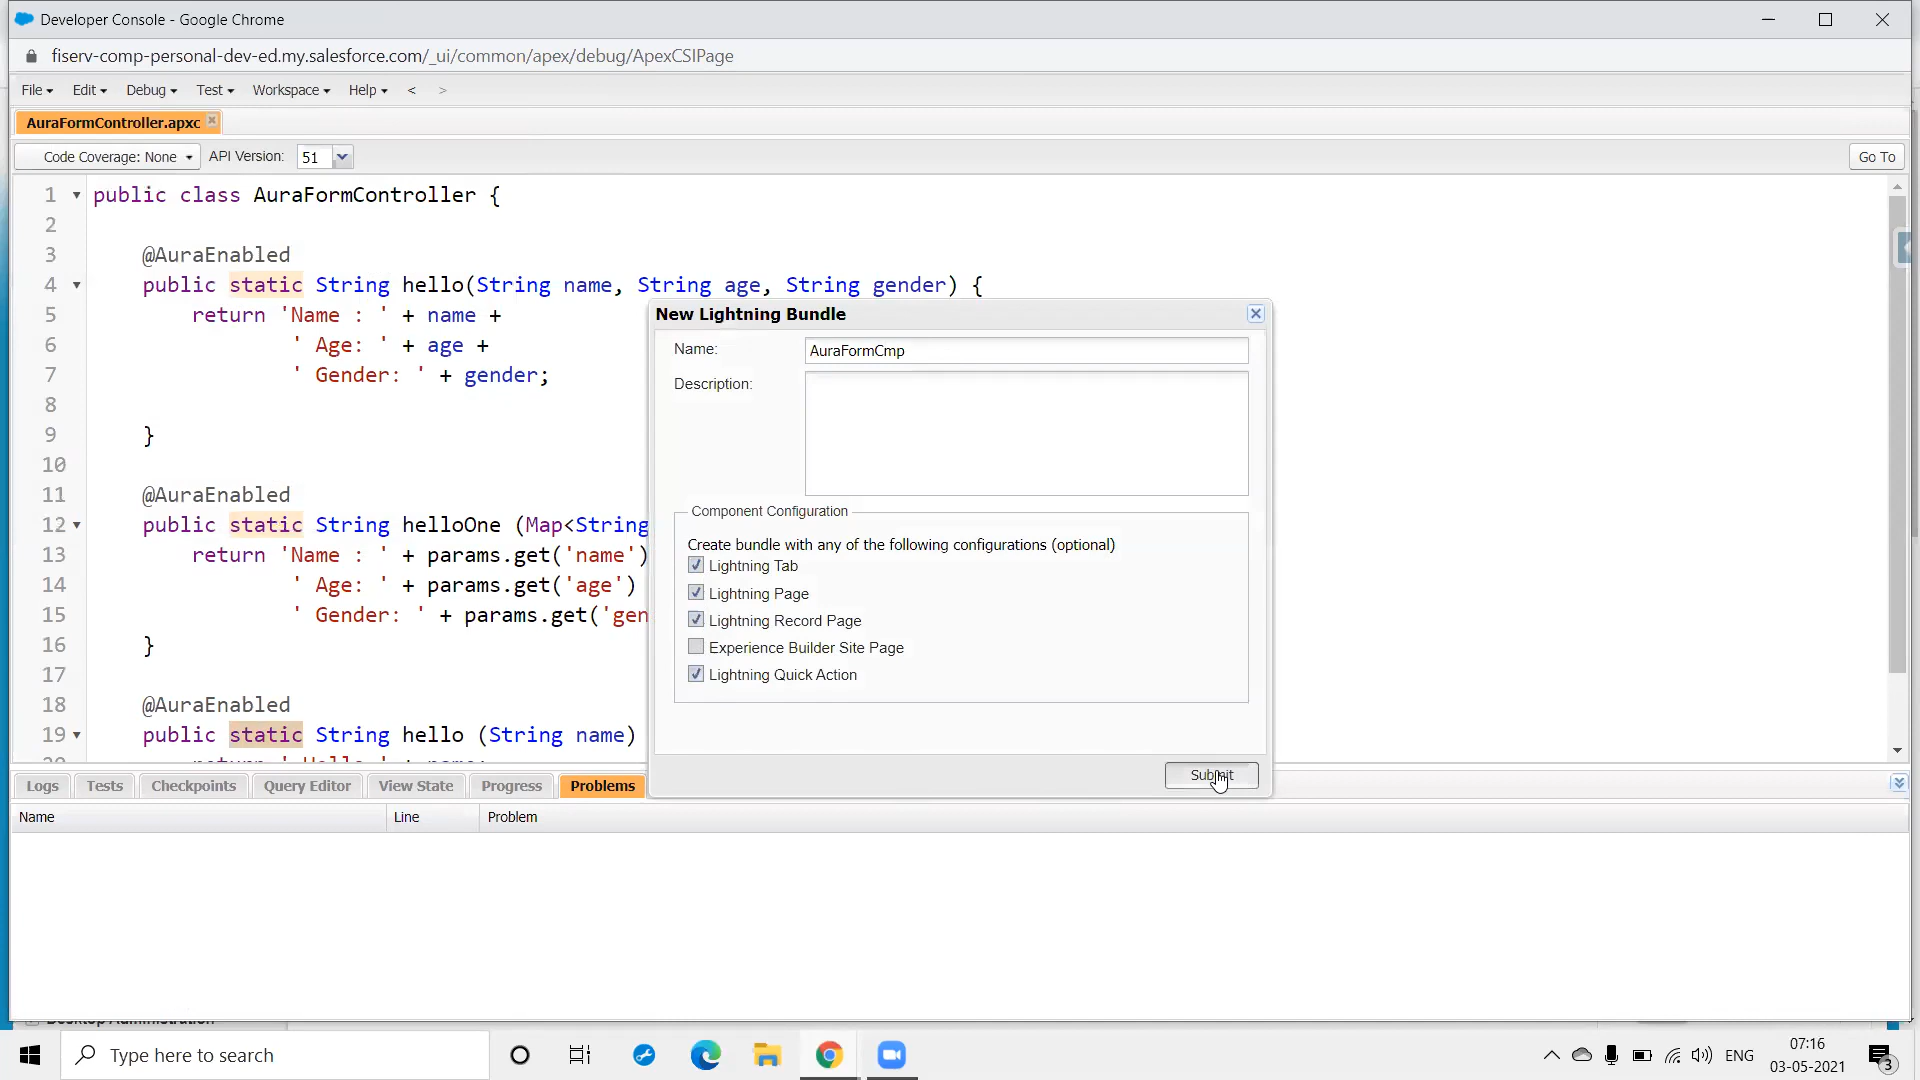 Developer Console - Google Chrome
fiserv-comp-personal-dev-ed.my.salesforce.com/_ui/common/apex/debug/ApexCSIPage
File Edit Debug Test Workspace Help < >
AuraFormController.apxc
Code Coverage: None API Version: 51 Go To
1 public class AuraFormController {
2
3 @AuraEnabled
4 public static String hello(String name, String age, String gender) {
5 return 'Name : ' + name +
6 ' Age: ' + age +
7 ' Gender: ' + gender;
8
9 }
10
11 @AuraEnabled
12 public static String helloOne (Map<String
13 return 'Name : ' + params.get('name')
14 ' Age: ' + params.get('age')
15 ' Gender: ' + params.get('gen
16 }
17
18 @AuraEnabled
19 public static String hello (String name)
New Lightning Bundle
Name: AuraFormCmp
Description:
Component Configuration
Create bundle with any of the following configurations (optional)
Lightning Tab
Lightning Page
Lightning Record Page
Experience Builder Site Page
Lightning Quick Action
Submit
Logs Tests Checkpoints Query Editor View State Progress Problems
Name Line Problem
Desktop Administration
Type here to search
ENG
07:16
03-05-2021
3